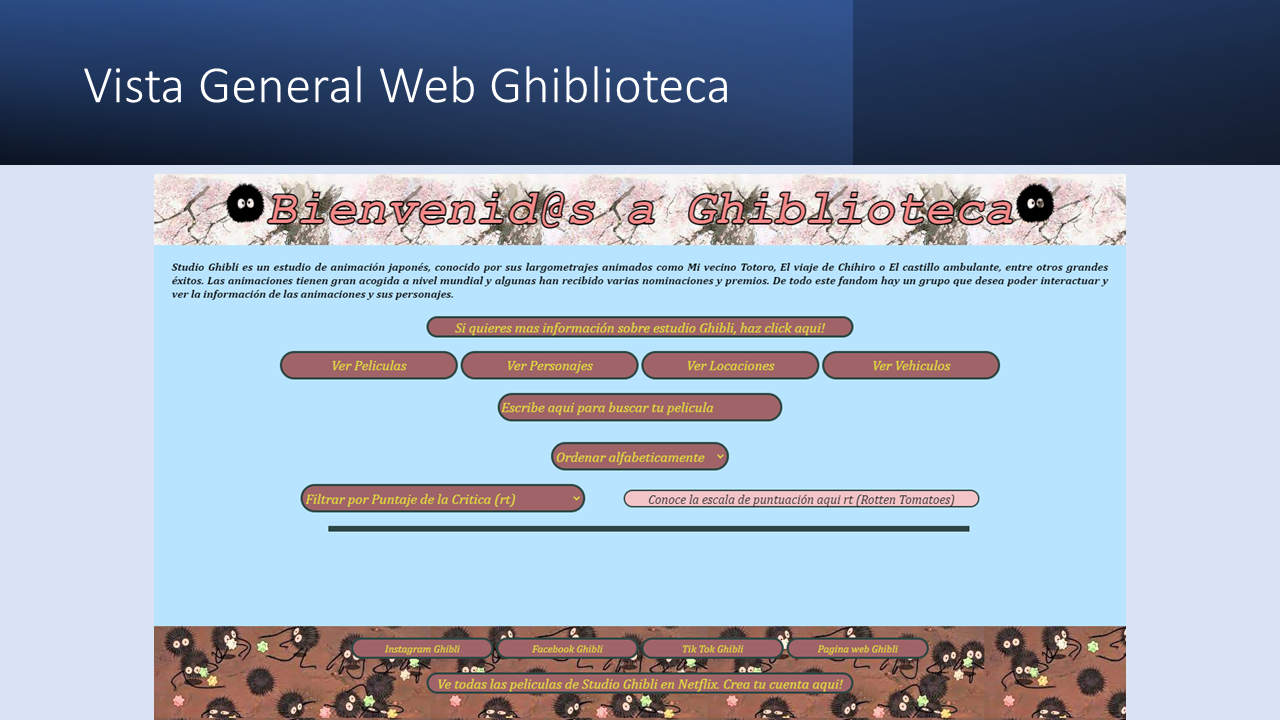 Vista General Web Ghiblioteca
Bienvenid@s a Ghiblioteca
Studio Ghibli es un estudio de animación japonés, conocido por sus largometrajes animados como Mi vecino Totoro, El viaje de Chihiro o El castillo ambulante, entre otros grandes
éxitos. Las animaciones tienen gran acogida a nivel mundial y algunas han recibido varias nominaciones y premios. De todo este fandom hay un grupo que desea poder interactuar y
ver la información de las animaciones y sus personajes.
Si quieres mas información sobre estudio Ghibli, haz click aqui!
Ver Peliculas Ver Personajes Ver Locaciones Ver Vehiculos
Escribe aqui para buscar tu pelicula
Ordenar alfabeticamente
Filtrar por Puntaje de la Critica (rt) Conoce la escala de puntuación aqui rt (Rotten Tomatoes)
Instagram Ghibli Facebook Ghibli Tik Tok Ghibli Pagina web Ghibli
Ve todas las peliculas de Studio Ghibli en Netflix. Crea tu cuenta aqui!